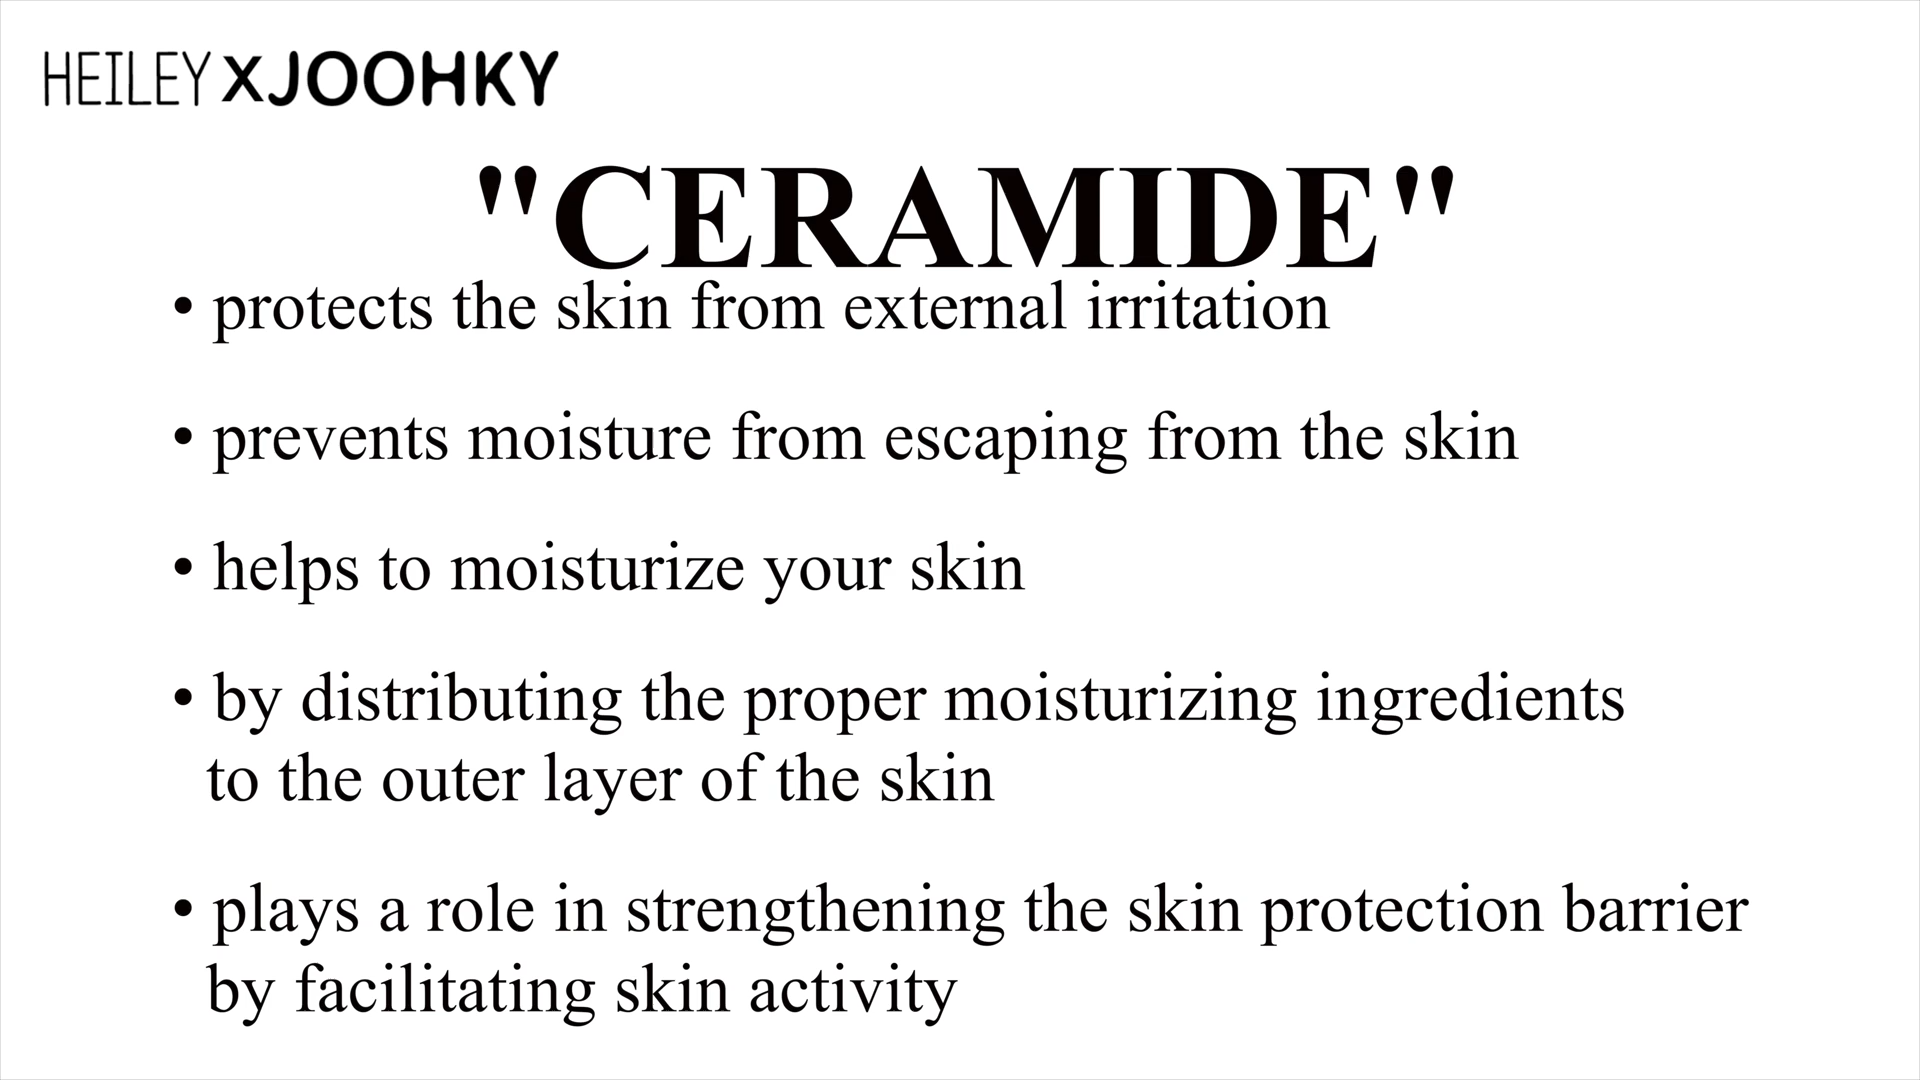 HEILEY X JOOHKY
"CERAMIDE"
• protects the skin from external irritation
• prevents moisture from escaping from the skin
• helps to moisturize your skin
• by distributing the proper moisturizing ingredients
to the outer layer of the skin
• plays a role in strengthening the skin protection barrier
by facilitating skin activity